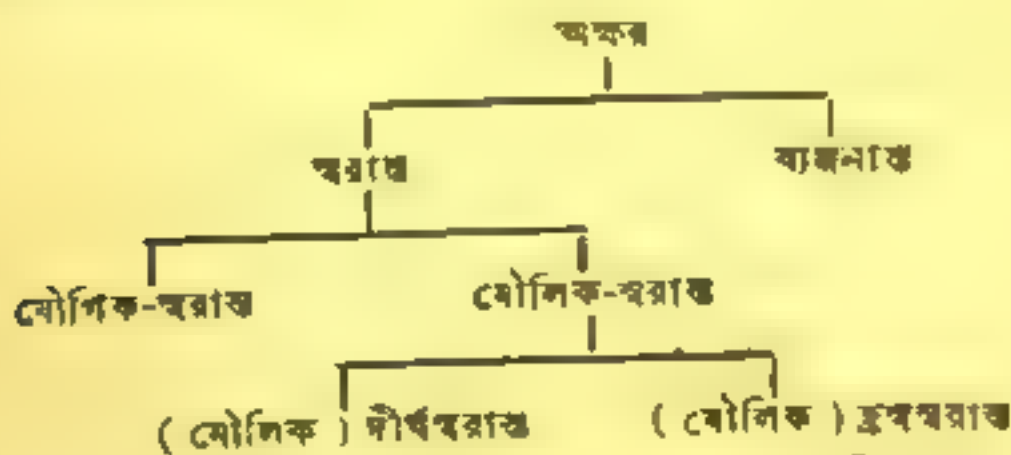 অক্ষর
স্বরান্ত ব্যঞ্জনান্ত
যৌগিক-স্বরান্ত মৌলিক-স্বরান্ত
( মৌলিক ) দীর্ঘস্বরান্ত ( মৌলিক ) হ্রস্বস্বরান্ত